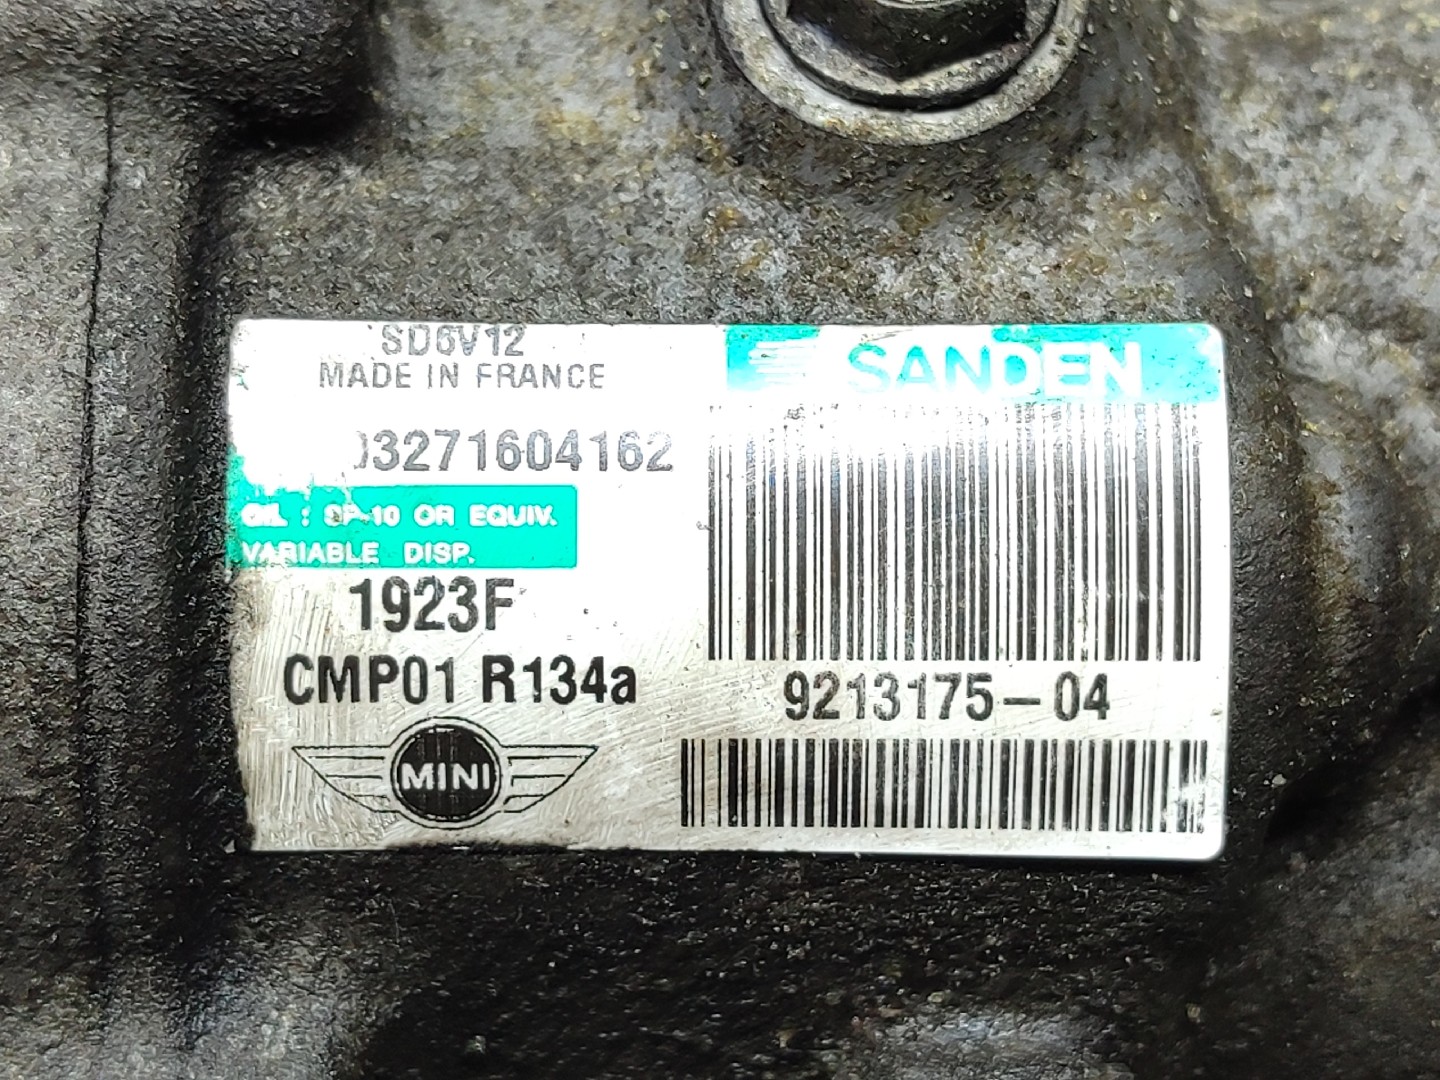 SD6V12
MADE IN FRANCE
SANDEN
03271604162
OIL : SP-10 OR EQUIV.
VARIABLE DISP.
1923F
CMP01 R134a
9213175-04
MINI